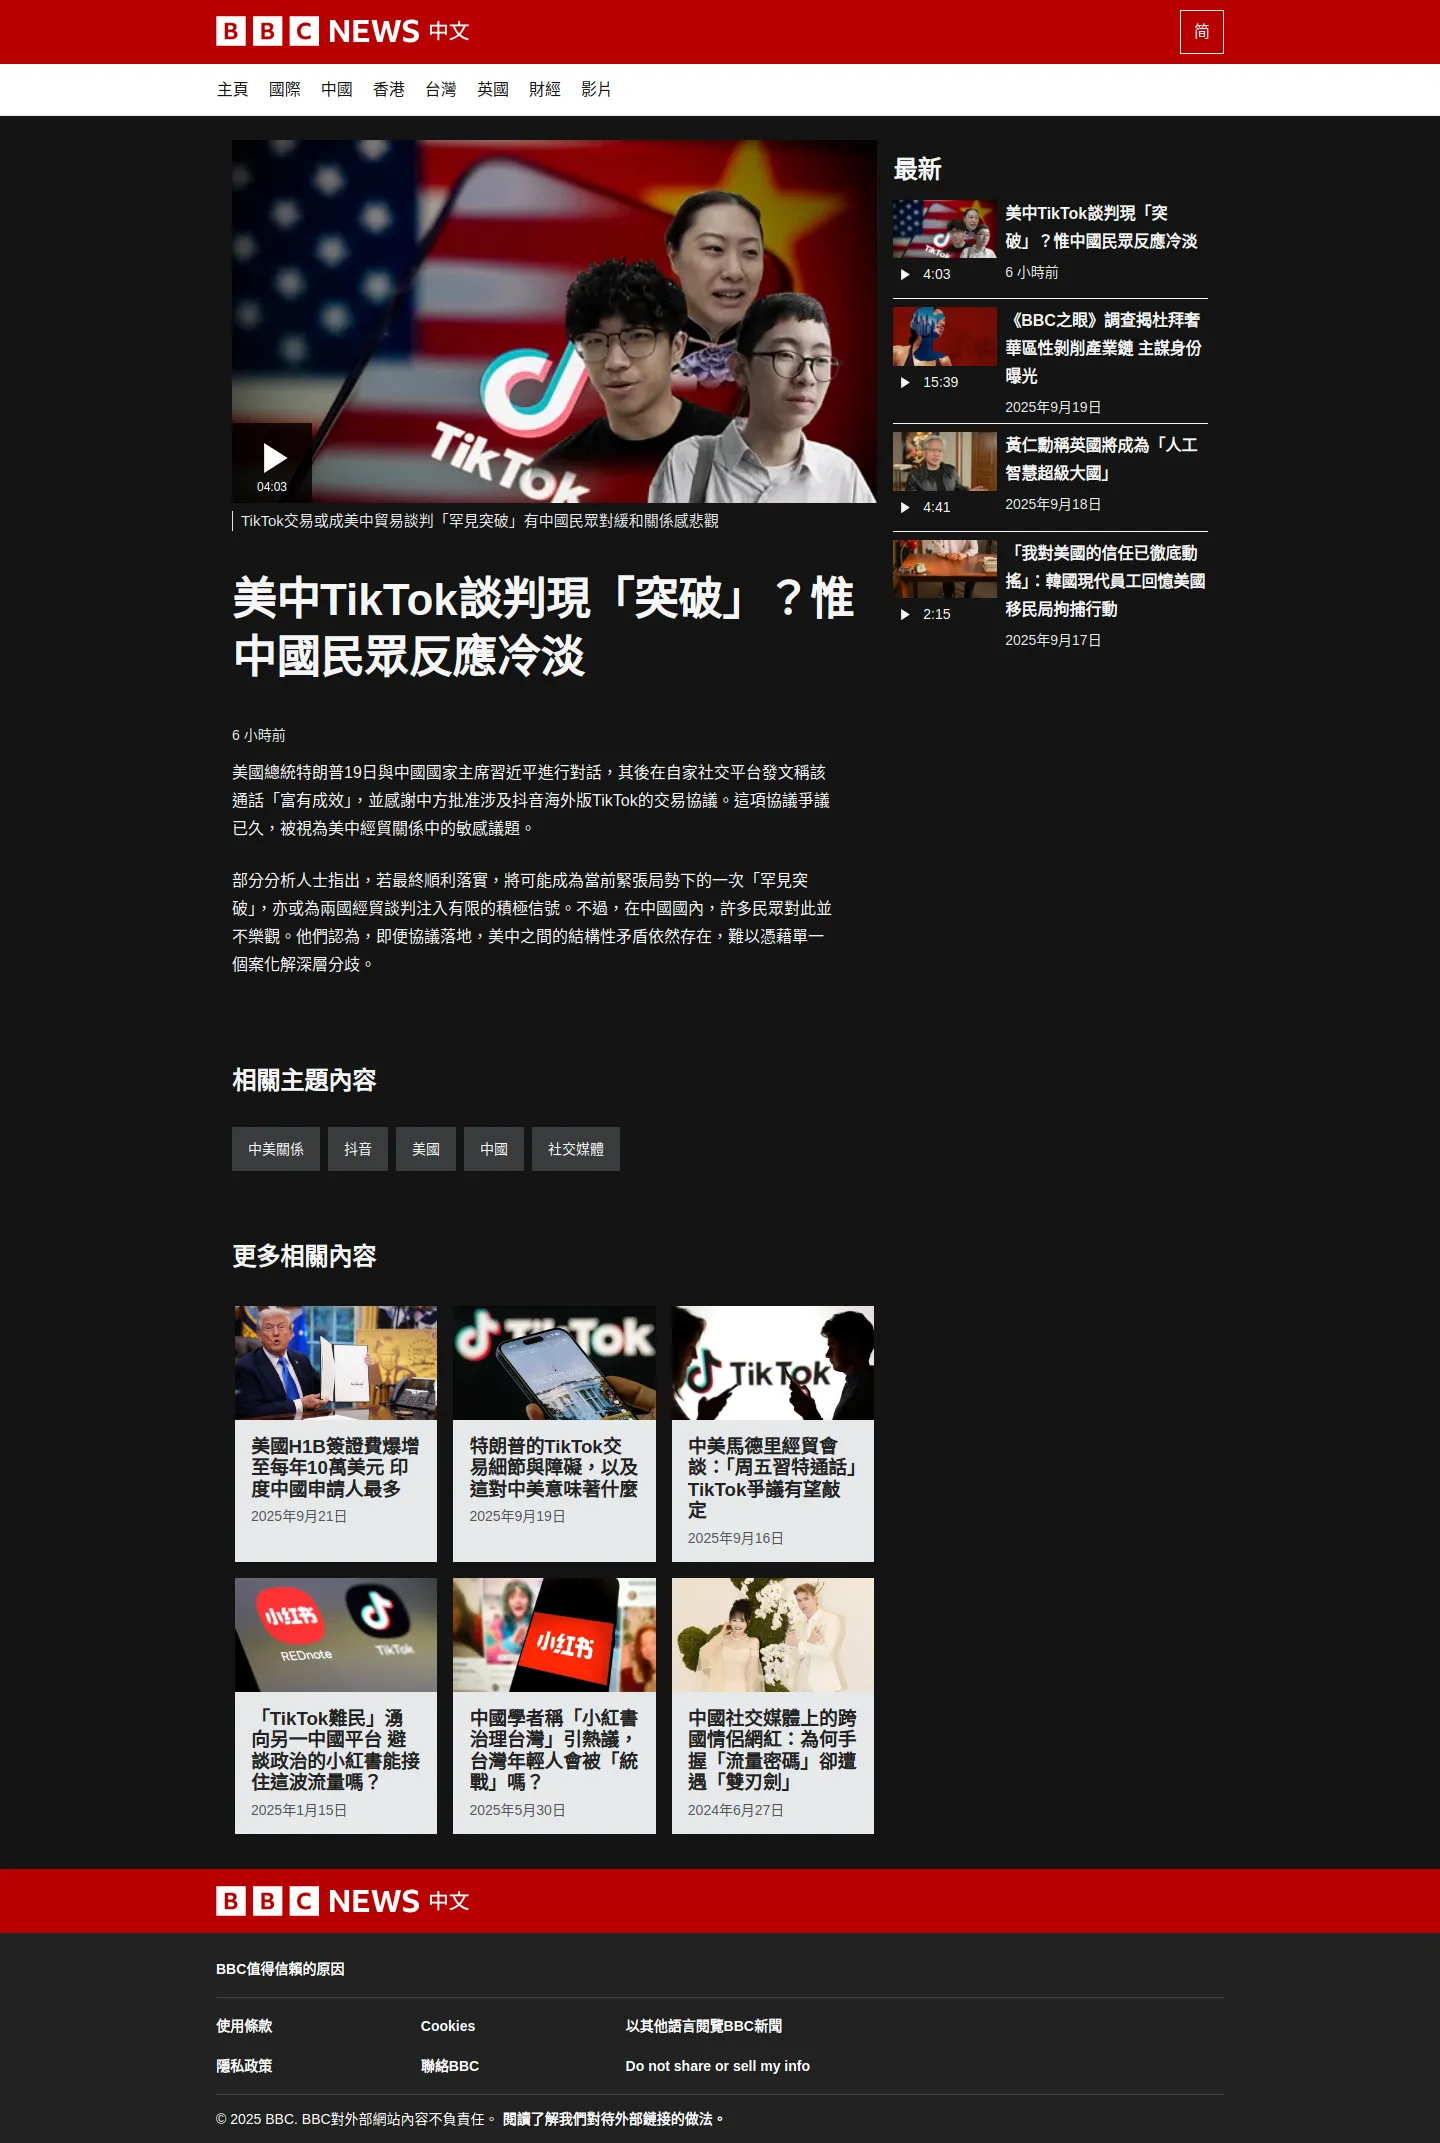 BBC NEWS 中文
简
主頁 國際 中國 香港 台灣 英國 財經 影片
TikTok
04:03
TikTok交易或成美中貿易談判「罕見突破」有中國民眾對緩和關係感悲觀
美中TikTok談判現「突破」？惟
中國民眾反應冷淡
6 小時前
美國總統特朗普19日與中國國家主席習近平進行對話，其後在自家社交平台發文稱該
通話「富有成效」，並感謝中方批准涉及抖音海外版TikTok的交易協議。這項協議爭議
已久，被視為美中經貿關係中的敏感議題。
部分分析人士指出，若最終順利落實，將可能成為當前緊張局勢下的一次「罕見突
破」，亦或為兩國經貿談判注入有限的積極信號。不過，在中國國內，許多民眾對此並
不樂觀。他們認為，即便協議落地，美中之間的結構性矛盾依然存在，難以憑藉單一
個案化解深層分歧。
最新
TikTok
4:03
美中TikTok談判現「突
破」？惟中國民眾反應冷淡
6 小時前
15:39
《BBC之眼》調查揭杜拜奢
華區性剝削產業鏈 主謀身份
曝光
2025年9月19日
4:41
黃仁勳稱英國將成為「人工
智慧超級大國」
2025年9月18日
2:15
「我對美國的信任已徹底動
搖」：韓國現代員工回憶美國
移民局拘捕行動
2025年9月17日
相關主題內容
中美關係 抖音 美國 中國 社交媒體
更多相關內容
美國H1B簽證費爆增
至每年10萬美元 印
度中國申請人最多
2025年9月21日
TikTok
特朗普的TikTok交
易細節與障礙，以及
這對中美意味著什麼
2025年9月19日
TikTok
中美馬德里經貿會
談：「周五習特通話」
TikTok爭議有望敲
定
2025年9月16日
小红书
REDnote
TikTok
「TikTok難民」湧
向另一中國平台 避
談政治的小紅書能接
住這波流量嗎？
2025年1月15日
小红书
中國學者稱「小紅書
治理台灣」引熱議，
台灣年輕人會被「統
戰」嗎？
2025年5月30日
中國社交媒體上的跨
國情侶網紅：為何手
握「流量密碼」卻遭
遇「雙刃劍」
2024年6月27日
BBC NEWS 中文
BBC值得信賴的原因
使用條款 Cookies 以其他語言閱覽BBC新聞
隱私政策 聯絡BBC Do not share or sell my info
© 2025 BBC. BBC對外部網站內容不負責任。 閱讀了解我們對待外部鏈接的做法。